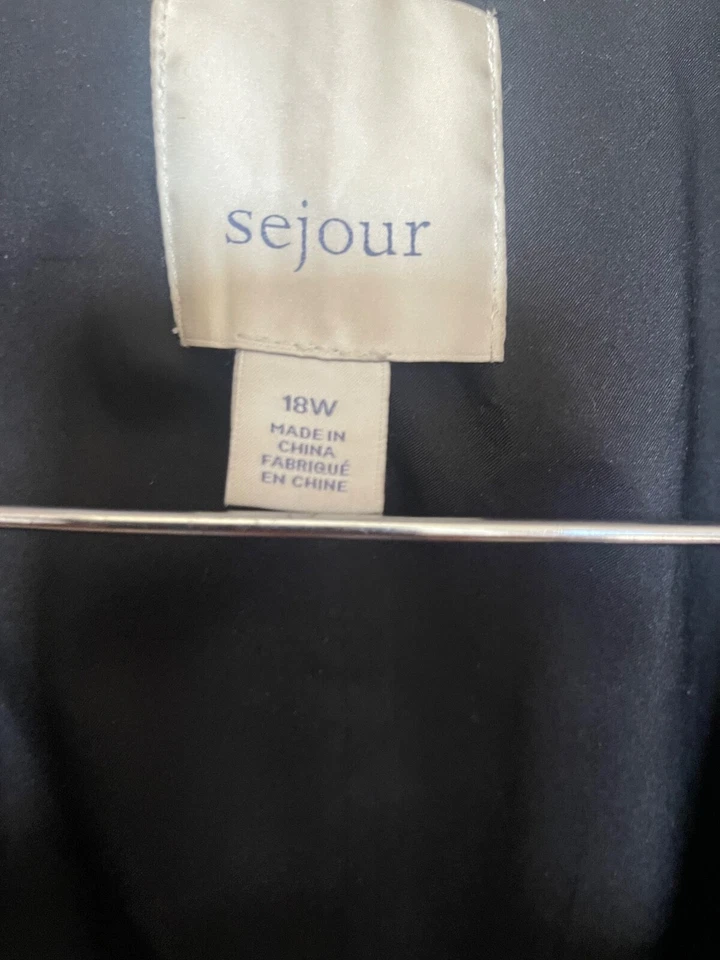 sejour
18W
MADE IN
CHINA
FABRIQUÉ
EN CHINE